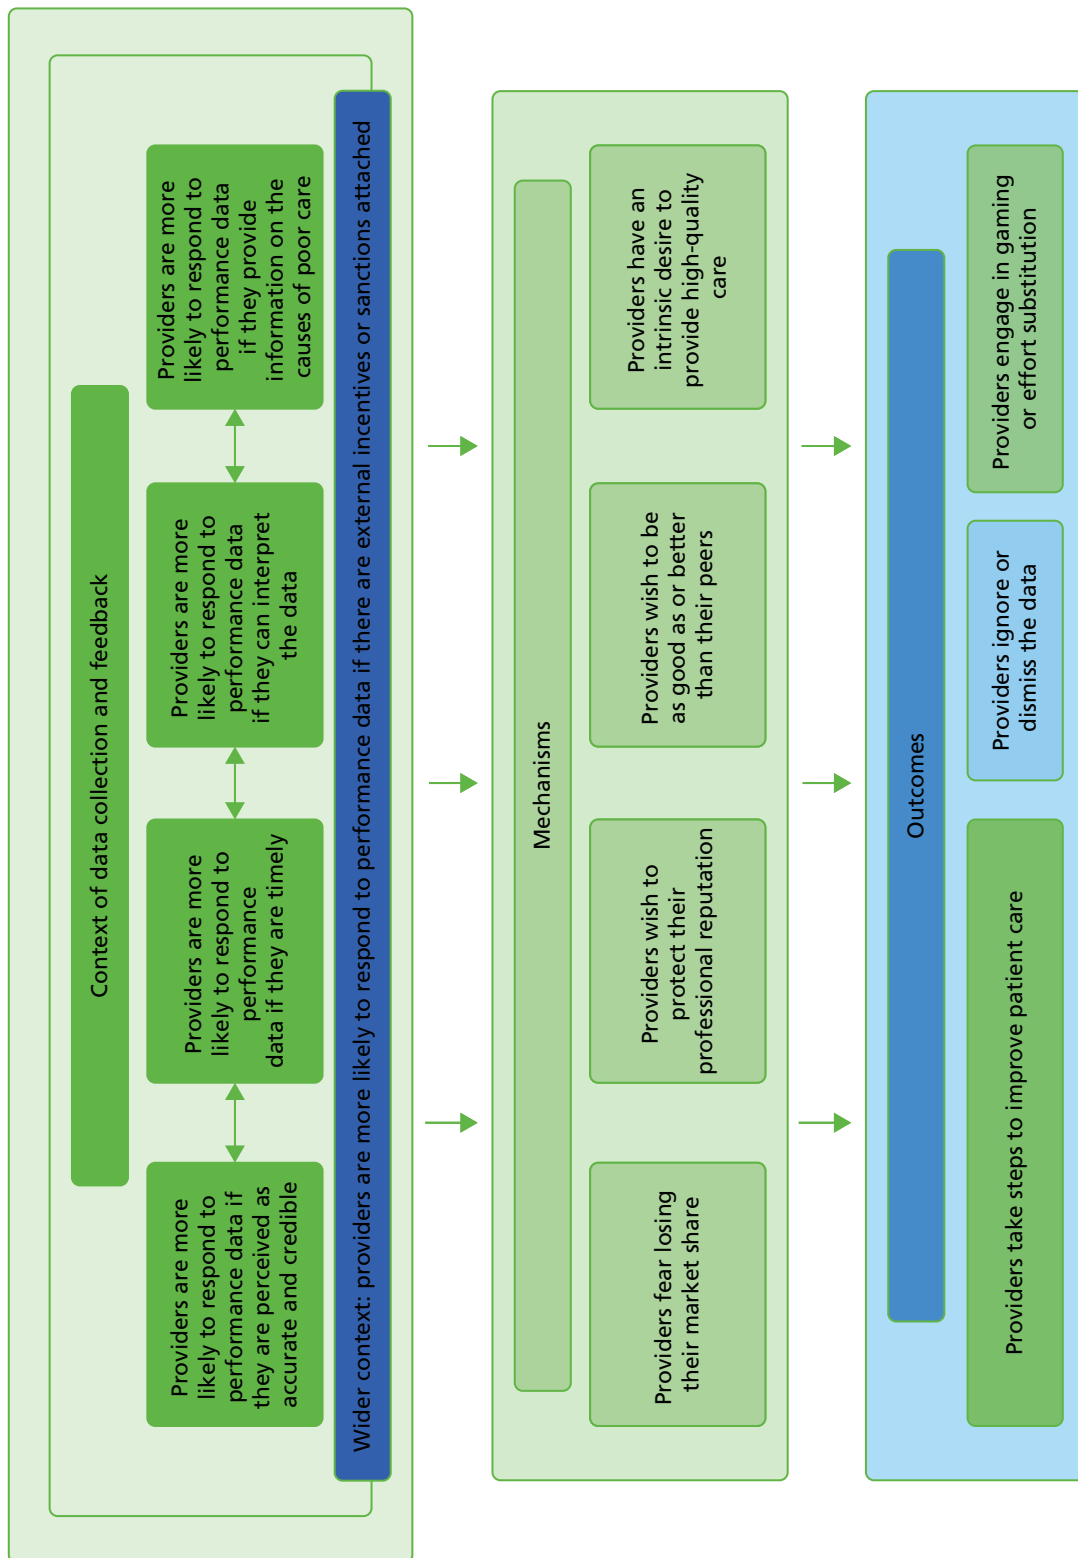 Context of data collection and feedback
Providers are more
likely to respond to
performance data if
they are perceived as
accurate and credible
Providers are more
likely to respond to
performance
data if they are timely
Providers are more
likely to respond to
performance data
if they can interpret
the data
Providers are more
likely to respond to
performance data
if they provide
information on the
causes of poor care
Wider context: providers are more likely to respond to performance data if there are external incentives or sanctions attached
Mechanisms
Providers fear losing
their market share
Providers wish to
protect their
professional reputation
Providers wish to be
as good as or better
than their peers
Providers have an
intrinsic desire to
provide high-quality
care
Outcomes
Providers take steps to improve patient care
Providers ignore or
dismiss the data
Providers engage in gaming
or effort substitution